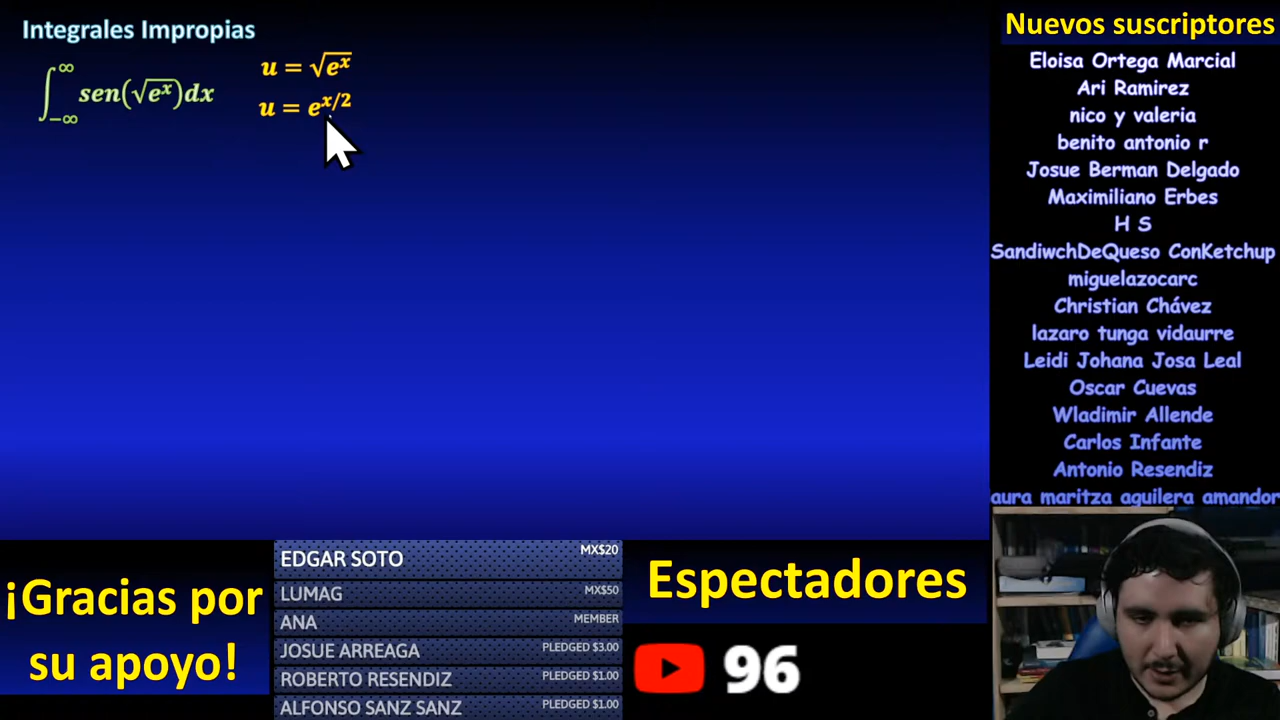 Integrales Impropias
∫_{-∞}^{∞} sen(√e^x)dx
u = √e^x
u = e^{x/2}
Nuevos suscriptores
Eloisa Ortega Marcial
Ari Ramirez
nico y valeria
benito antonio r
Josue Berman Delgado
Maximiliano Erbes
H S
SandiwchDeQueso ConKetchup
miguelazocarc
Christian Chávez
lazaro tunga vidaurre
Leidi Johana Josa Leal
Oscar Cuevas
Wladimir Allende
Carlos Infante
Antonio Resendiz
aura maritza aguilera amandor
¡Gracias por
su apoyo!
EDGAR SOTO MX$20
LUMAG MX$50
ANA MEMBER
JOSUE ARREAGA PLEDGED $3.00
ROBERTO RESENDIZ PLEDGED $1.00
ALFONSO SANZ SANZ PLEDGED $1.00
Espectadores
96